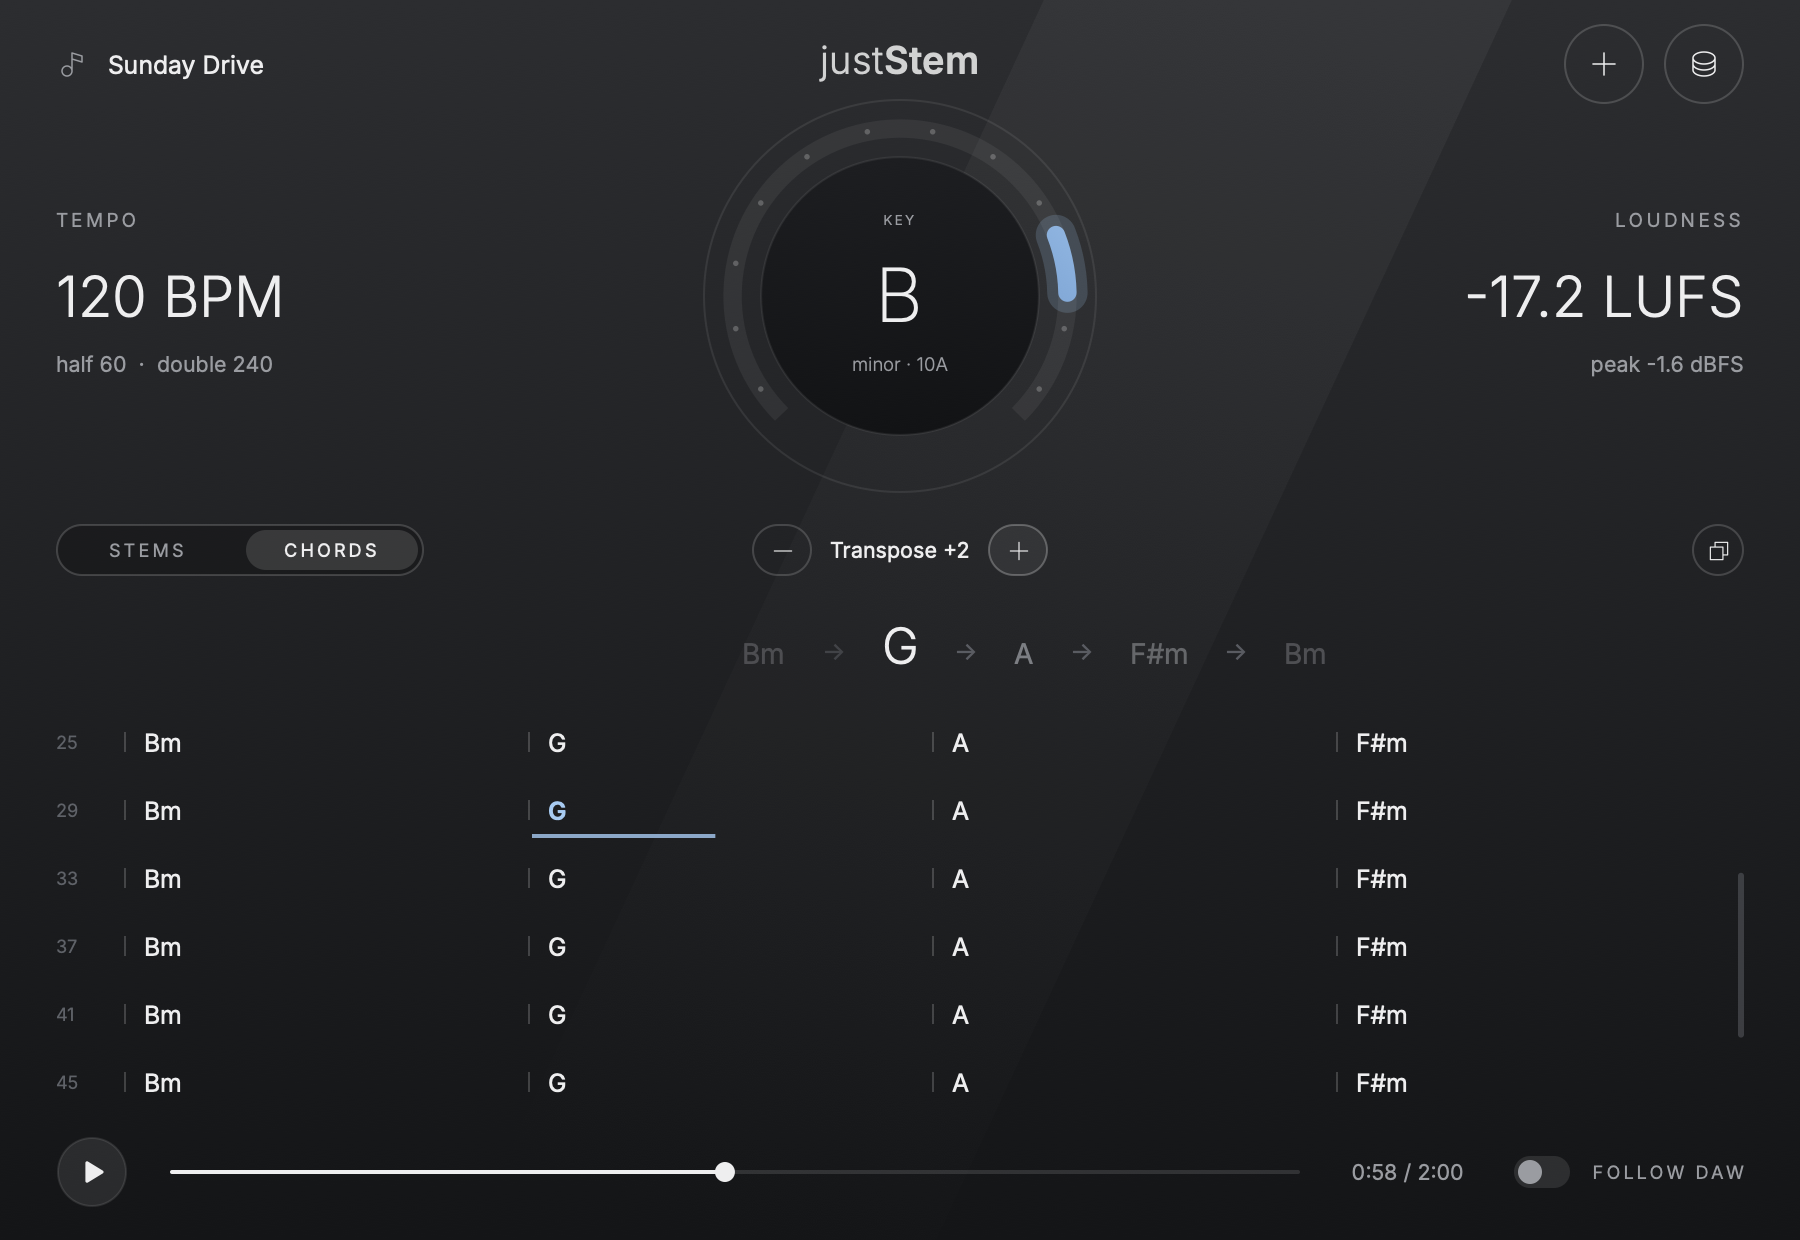 Sunday Drive
justStem
TEMPO
120 BPM
half 60 · double 240
KEY
B
minor · 10A
LOUDNESS
-17.2 LUFS
peak -1.6 dBFS
STEMS CHORDS
Transpose +2
Bm → G → A → F#m → Bm
25 | Bm | G | A | F#m
29 | Bm | G | A | F#m
33 | Bm | G | A | F#m
37 | Bm | G | A | F#m
41 | Bm | G | A | F#m
45 | Bm | G | A | F#m
0:58 / 2:00 FOLLOW DAW